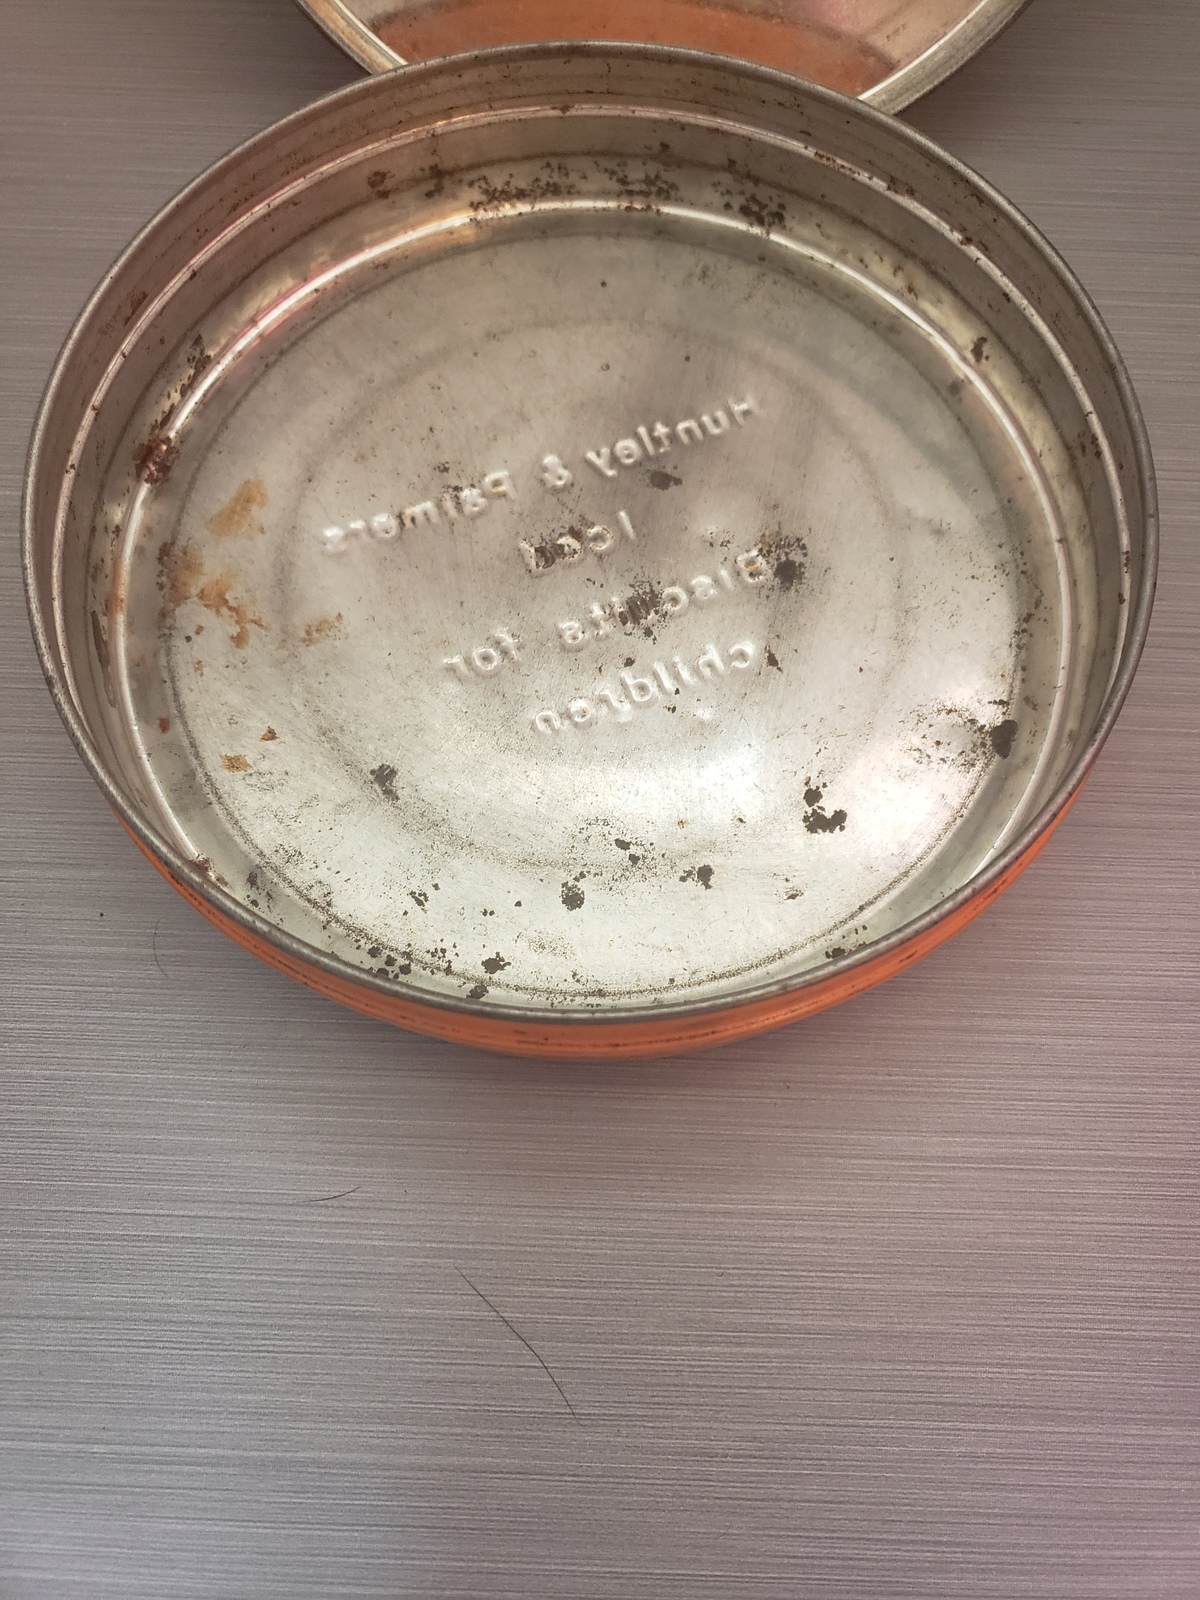 Huntley & Palmers
Iced
Biscuits for
children